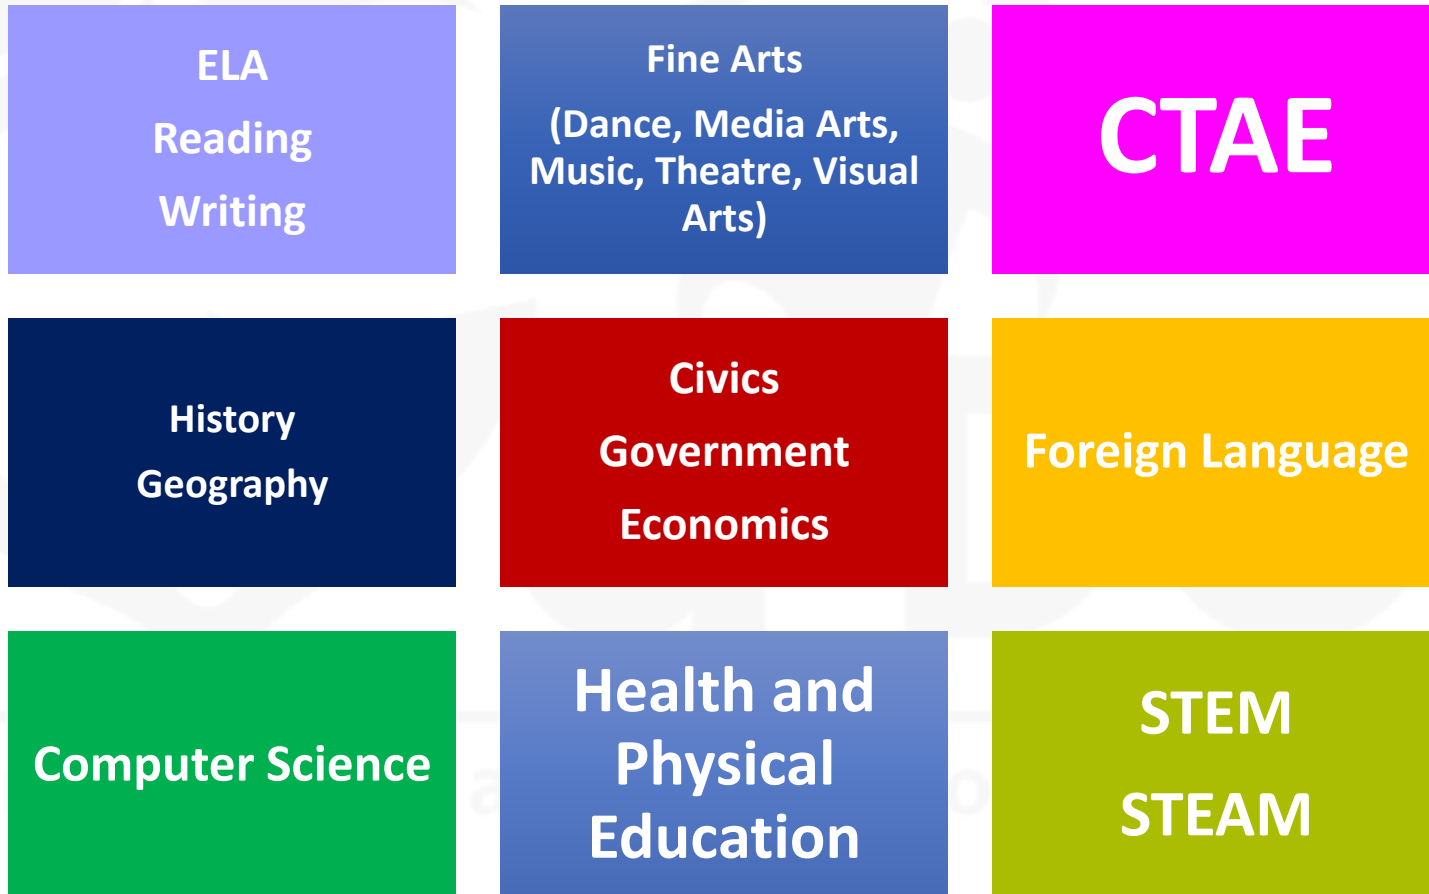 ELA
Reading
Writing
Fine Arts
(Dance, Media Arts,
Music, Theatre, Visual
Arts)
CTAE
History
Geography
Civics
Government
Economics
Foreign Language
Computer Science
Health and
Physical
Education
STEM
STEAM